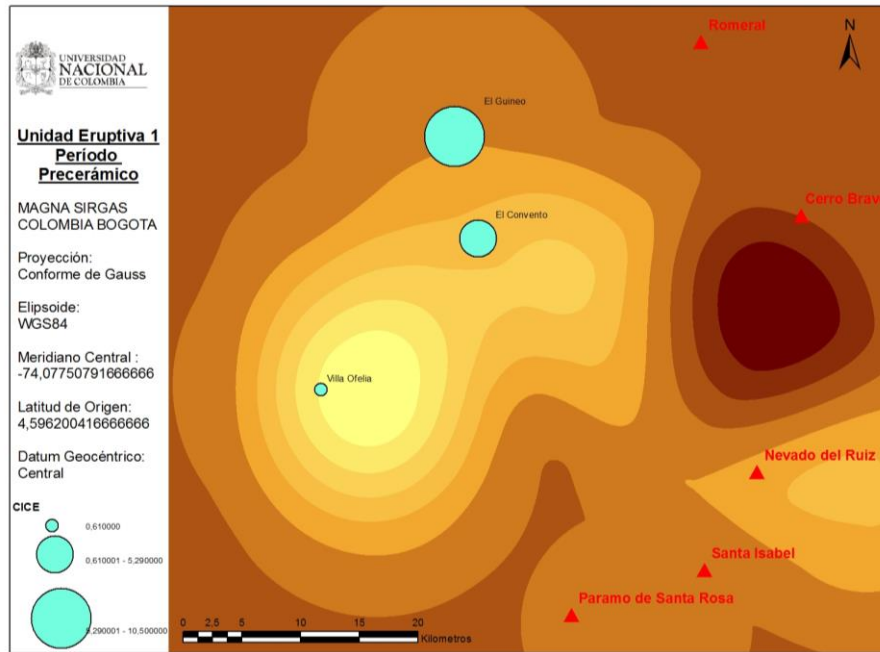 UNIVERSIDAD
NACIONAL
DE COLOMBIA
Unidad Eruptiva 1
Período
Precerámico
MAGNA SIRGAS
COLOMBIA BOGOTA
Proyección:
Conforme de Gauss
Elipsoide:
WGS84
Meridiano Central :
-74,07750791666666
Latitud de Origen:
4,596200416666666
Datum Geocéntrico:
Central
CICE
0,610000
0,610001 - 5,290000
5,290001 - 10,500000
Romeral
N
El Guineo
Cerro Brav
El Convento
Villa Ofelia
Nevado del Ruiz
Santa Isabel
Paramo de Santa Rosa
0 2,5 5 10 15 20
Kilometros